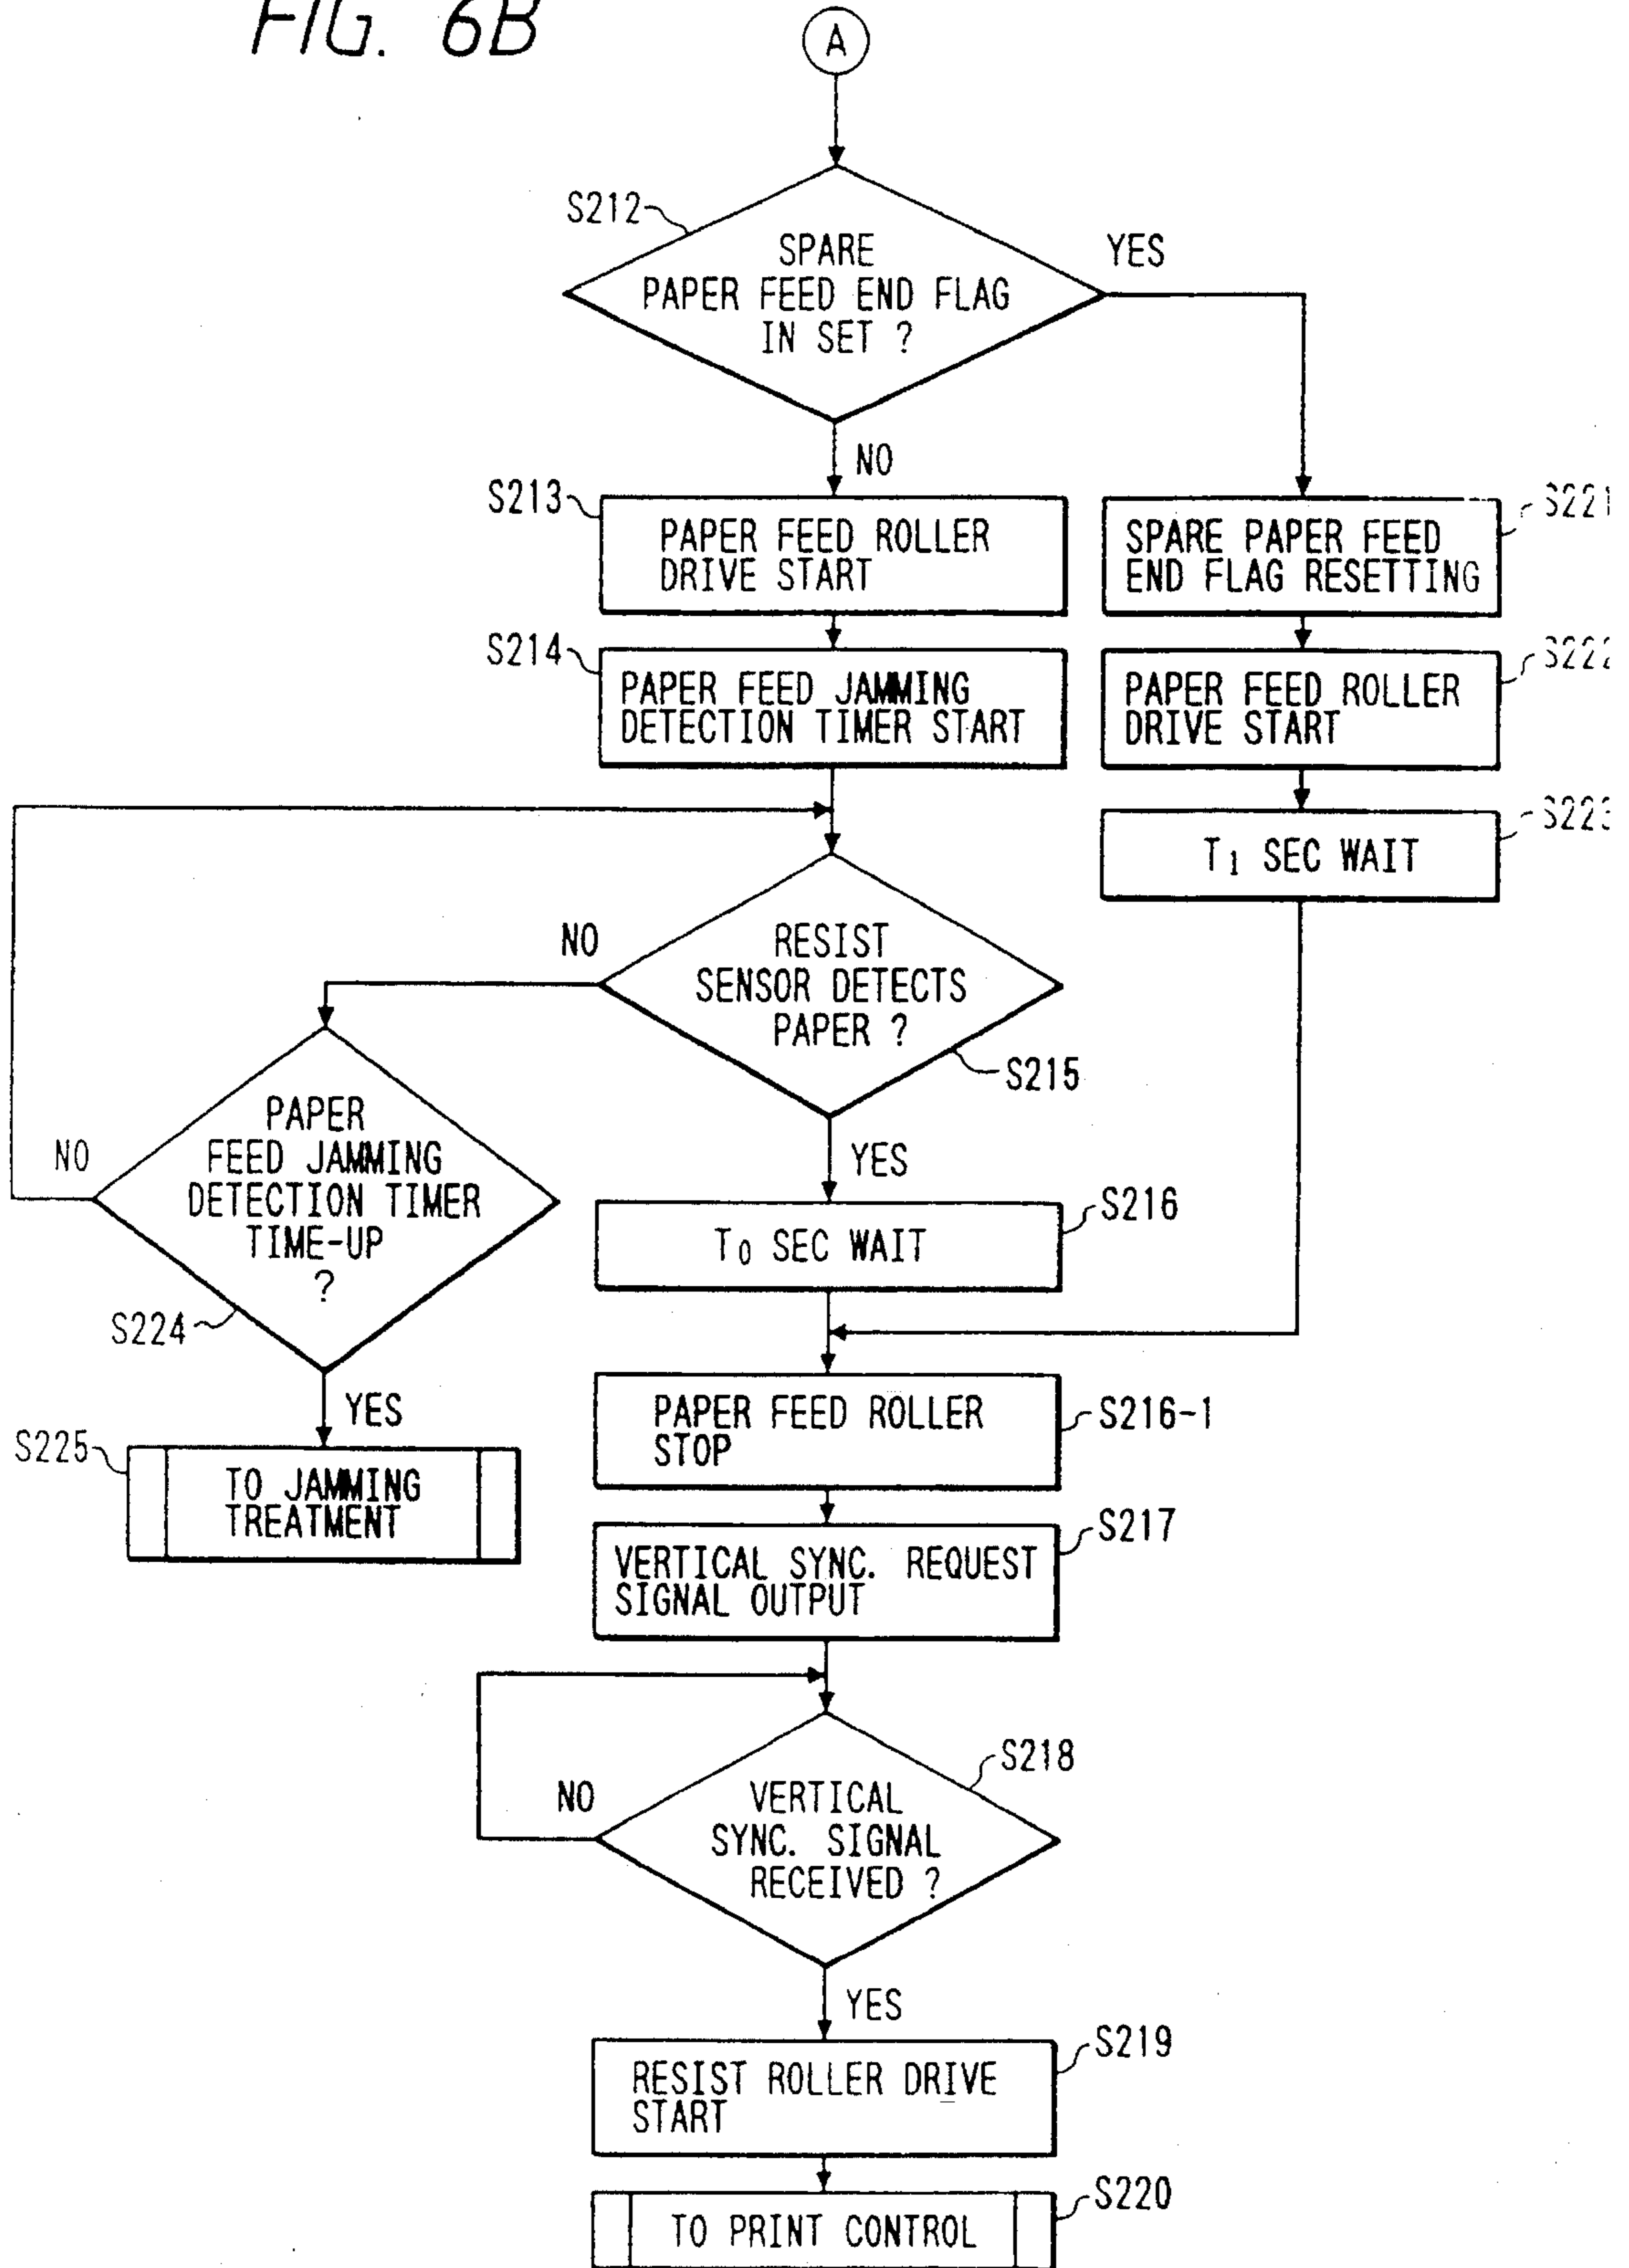 FIG. 6B
A
S212
SPARE
PAPER FEED END FLAG
IN SET ?
YES
NO
S213
PAPER FEED ROLLER
DRIVE START
S221
SPARE PAPER FEED
END FLAG RESETTING
S214
PAPER FEED JAMMING
DETECTION TIMER START
S222
PAPER FEED ROLLER
DRIVE START
S223
T1 SEC WAIT
NO
RESIST
SENSOR DETECTS
PAPER ?
S215
YES
NO
PAPER
FEED JAMMING
DETECTION TIMER
TIME-UP
?
S224
YES
S216
T0 SEC WAIT
PAPER FEED ROLLER
STOP
S216-1
S225
TO JAMMING
TREATMENT
S217
VERTICAL SYNC. REQUEST
SIGNAL OUTPUT
S218
NO
VERTICAL
SYNC. SIGNAL
RECEIVED ?
YES
S219
RESIST ROLLER DRIVE
START
S220
TO PRINT CONTROL